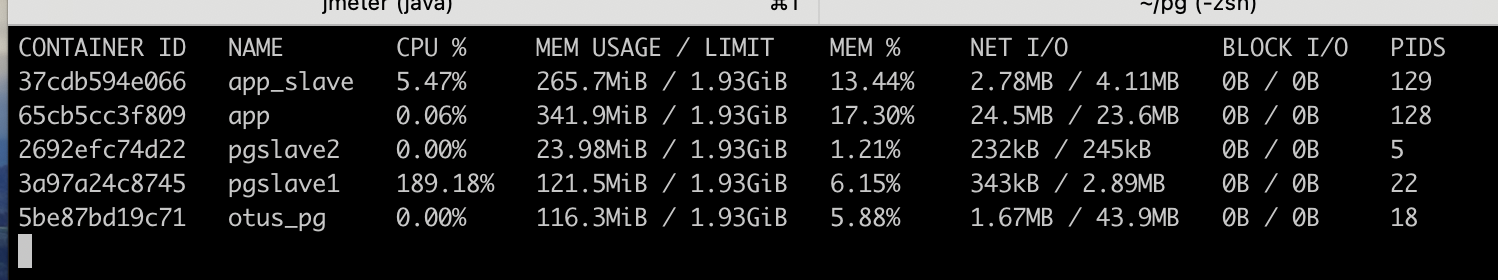 jmeter (java) ⌘1 ~/pg (-zsh)
CONTAINER ID NAME CPU % MEM USAGE / LIMIT MEM % NET I/O BLOCK I/O PIDS
37cdb594e066 app_slave 5.47% 265.7MiB / 1.93GiB 13.44% 2.78MB / 4.11MB 0B / 0B 129
65cb5cc3f809 app 0.06% 341.9MiB / 1.93GiB 17.30% 24.5MB / 23.6MB 0B / 0B 128
2692efc74d22 pgslave2 0.00% 23.98MiB / 1.93GiB 1.21% 232kB / 245kB 0B / 0B 5
3a97a24c8745 pgslave1 189.18% 121.5MiB / 1.93GiB 6.15% 343kB / 2.89MB 0B / 0B 22
5be87bd19c71 otus_pg 0.00% 116.3MiB / 1.93GiB 5.88% 1.67MB / 43.9MB 0B / 0B 18